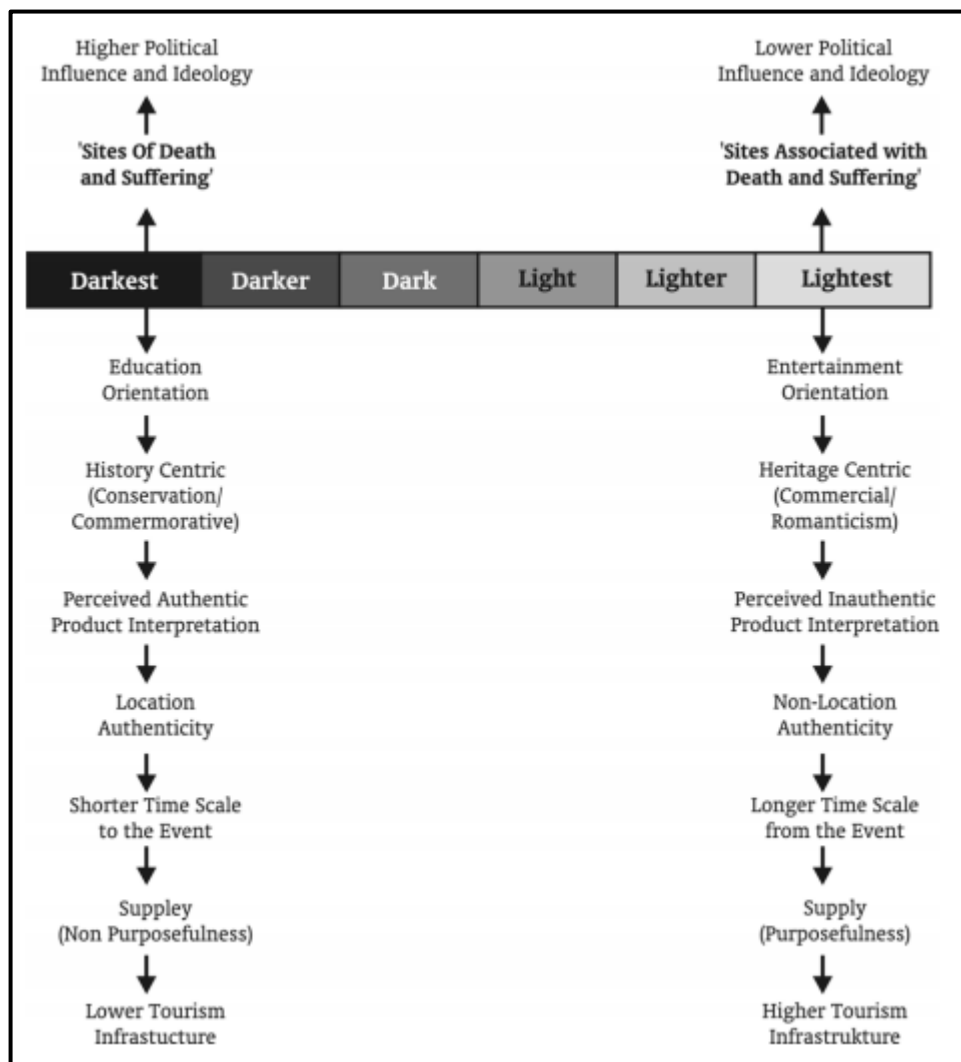 Higher Political
Influence and Ideology
'Sites Of Death
and Suffering'
Lower Political
Influence and Ideology
'Sites Associated with
Death and Suffering'
Darkest
Darker
Dark
Light
Lighter
Lightest
Education
Orientation
History Centric
(Conservation/
Commermorative)
Perceived Authentic
Product Interpretation
Location
Authenticity
Shorter Time Scale
to the Event
Suppley
(Non Purposefulness)
Lower Tourism
Infrastucture
Entertainment
Orientation
Heritage Centric
(Commercial/
Romanticism)
Perceived Inauthentic
Product Interpretation
Non-Location
Authenticity
Longer Time Scale
from the Event
Supply
(Purposefulness)
Higher Tourism
Infrastrukture